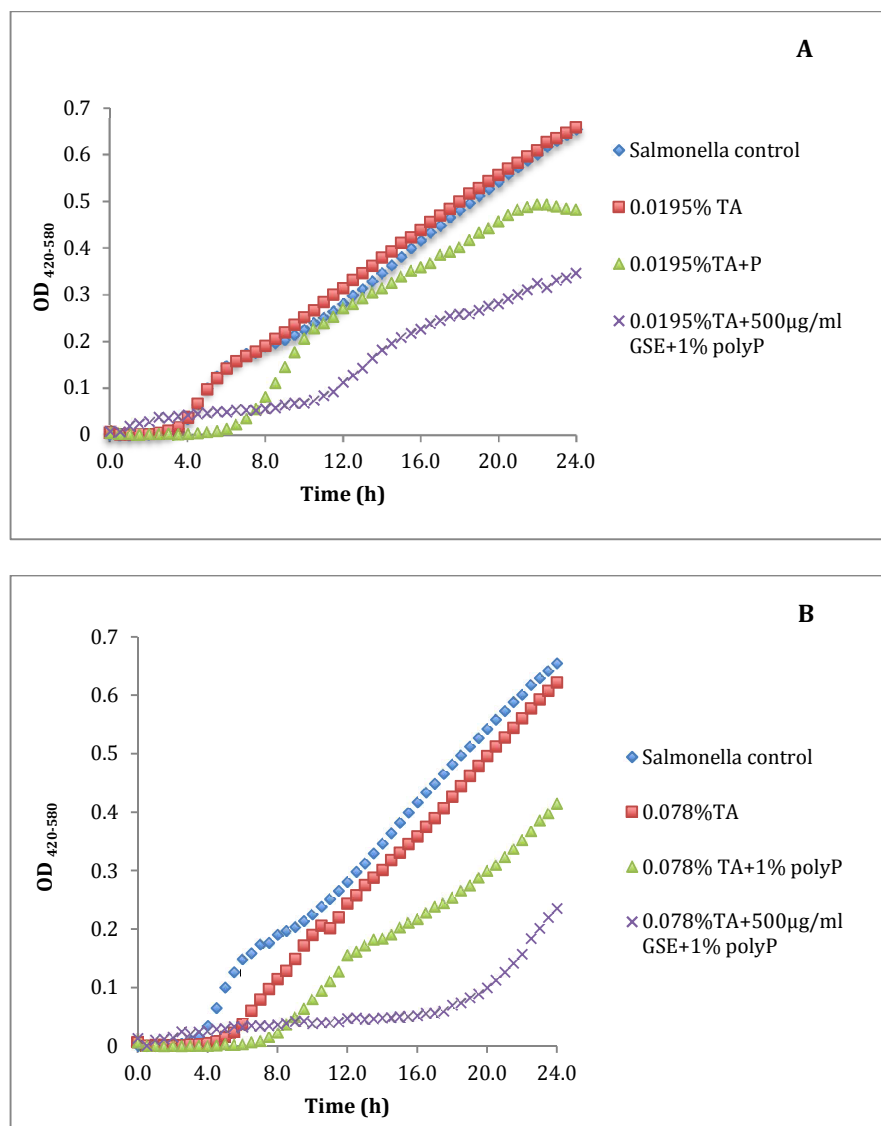 A
0.7
0.6
0.5
0.4
0.3
0.2
0.1
0
OD 420-580
0.0 4.0 8.0 12.0 16.0 20.0 24.0
Time (h)
Salmonella control
0.0195% TA
0.0195%TA+P
0.0195%TA+500µg/ml
GSE+1% polyP
B
0.7
0.6
0.5
0.4
0.3
0.2
0.1
0
OD 420-580
0.0 4.0 8.0 12.0 16.0 20.0 24.0
Time (h)
Salmonella control
0.078%TA
0.078% TA+1% polyP
0.078%TA+500µg/ml
GSE+1% polyP